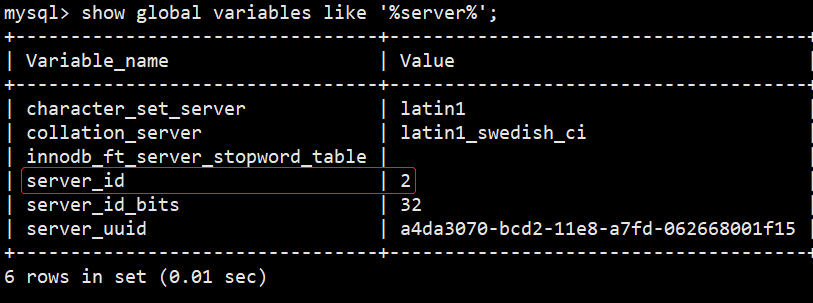 mysql> show global variables like '%server%';
+---------------------------------+--------------------------------------+
| Variable_name                   | Value                                |
+---------------------------------+--------------------------------------+
| character_set_server            | latin1
| collation_server                | latin1_swedish_ci
| innodb_ft_server_stopword_table |
| server_id                       | 2
| server_id_bits                  | 32
| server_uuid                     | a4da3070-bcd2-11e8-a7fd-062668001f15 |
+---------------------------------+--------------------------------------+
6 rows in set (0.01 sec)